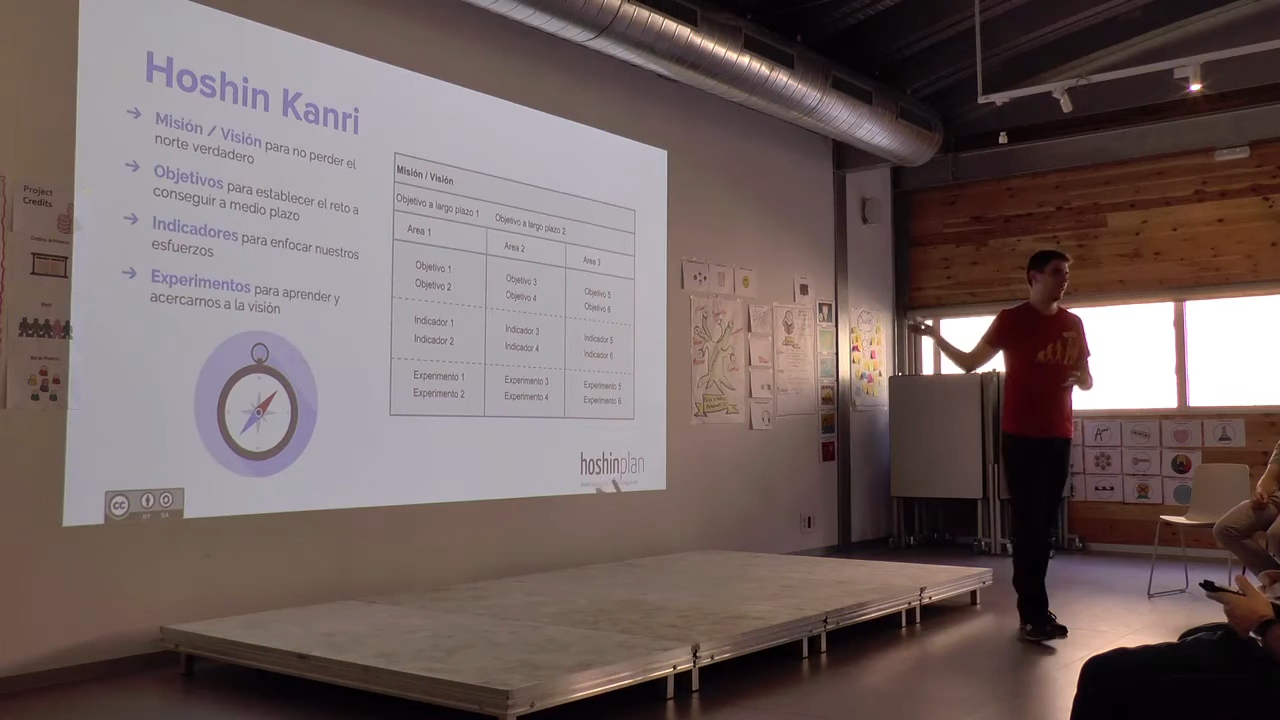 Hoshin Kanri
→ Misión / Visión para no perder el
norte verdadero
→ Objetivos para establecer el reto a
conseguir a medio plazo
→ Indicadores para enfocar nuestros
esfuerzos
→ Experimentos para aprender y
acercarnos a la visión
Misión / Visión
Objetivo a largo plazo 1 Objetivo a largo plazo 2
Area 1 Area 2 Area 3
Objetivo 1 Objetivo 3 Objetivo 5
Objetivo 2 Objetivo 4 Objetivo 6
Indicador 1 Indicador 3 Indicador 5
Indicador 2 Indicador 4 Indicador 6
Experimento 1 Experimento 3 Experimento 5
Experimento 2 Experimento 4 Experimento 6
hoshinplan
cc
BY SA
Project
Credits